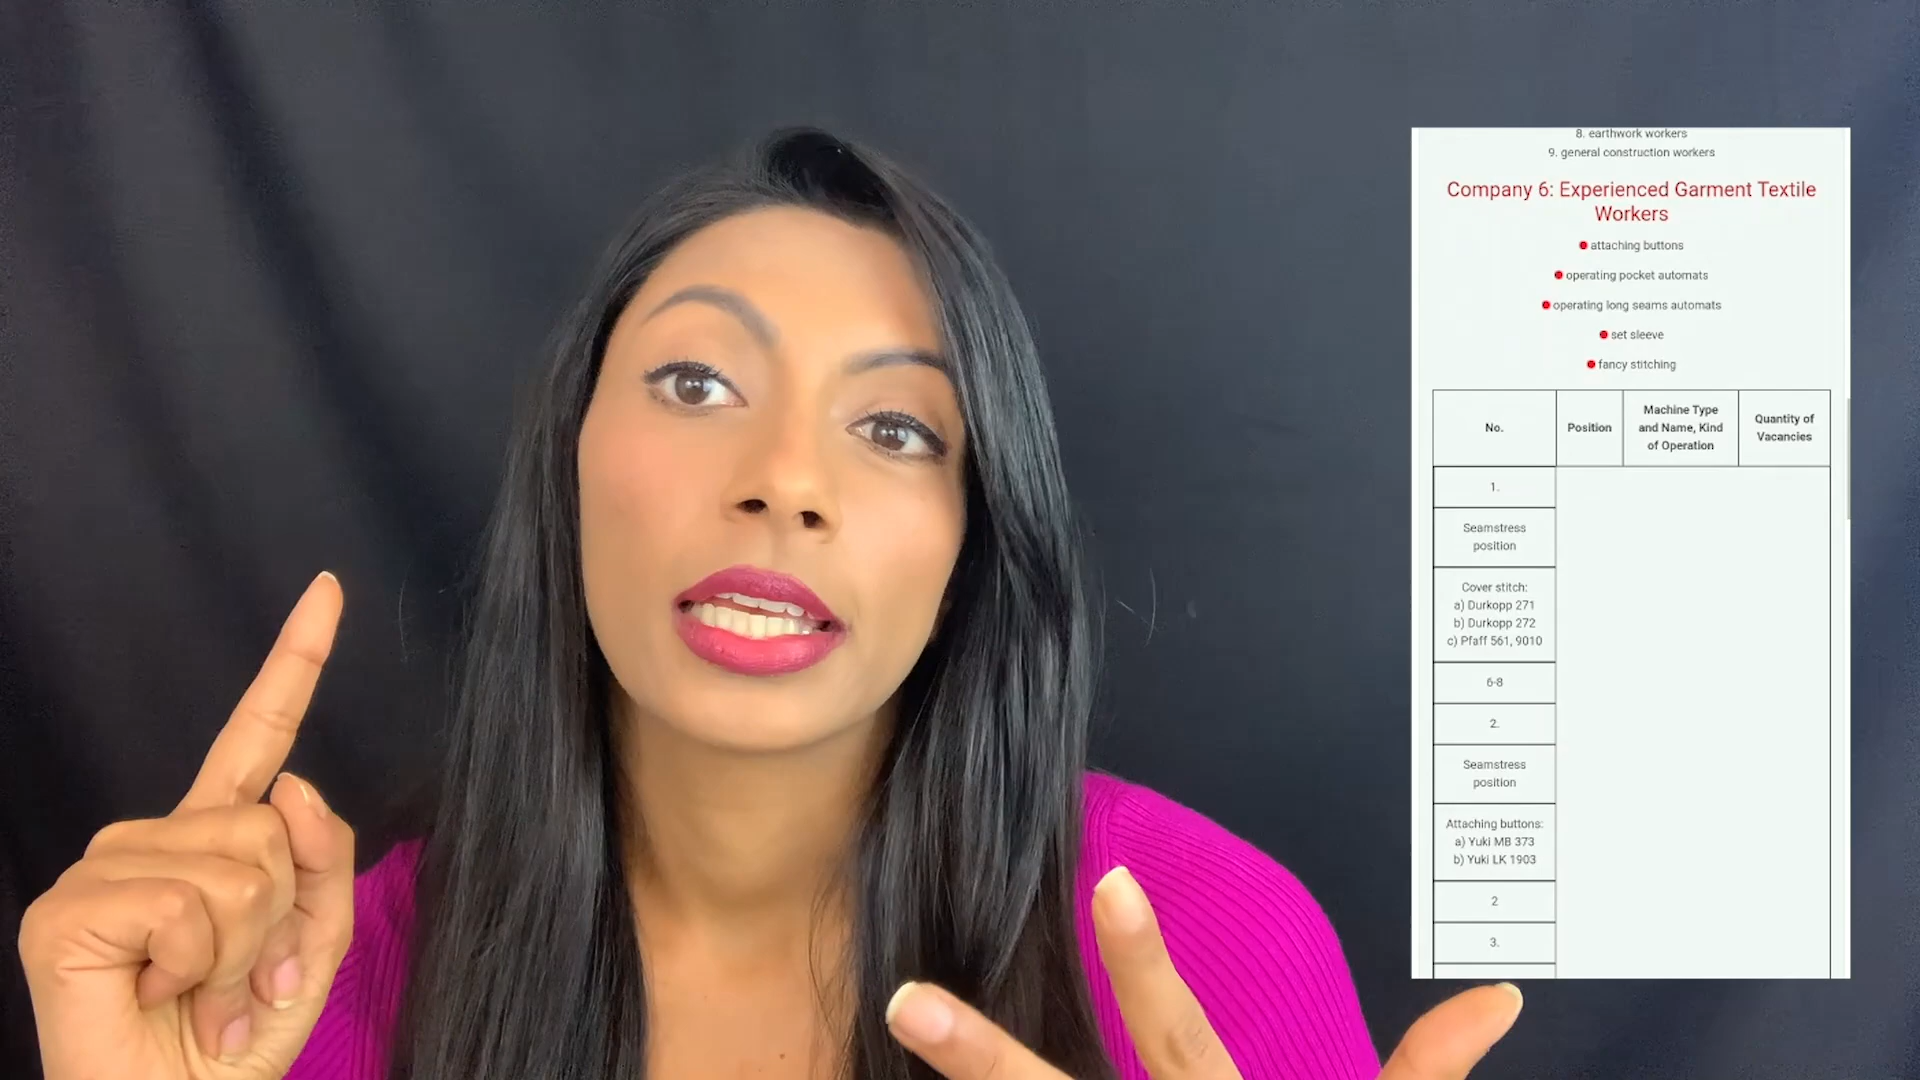 8. earthwork workers
9. general construction workers
Company 6: Experienced Garment Textile
Workers
attaching buttons
operating pocket automats
operating long seams automats
set sleeve
fancy stitching
No.
Position
Machine Type
and Name, Kind
of Operation
Quantity of
Vacancies
1.
Seamstress
position
Cover stitch:
a) Durkopp 271
b) Durkopp 272
c) Pfaff 561, 9010
6-8
2.
Seamstress
position
Attaching buttons:
a) Yuki MB 373
b) Yuki LK 1903
2
3.